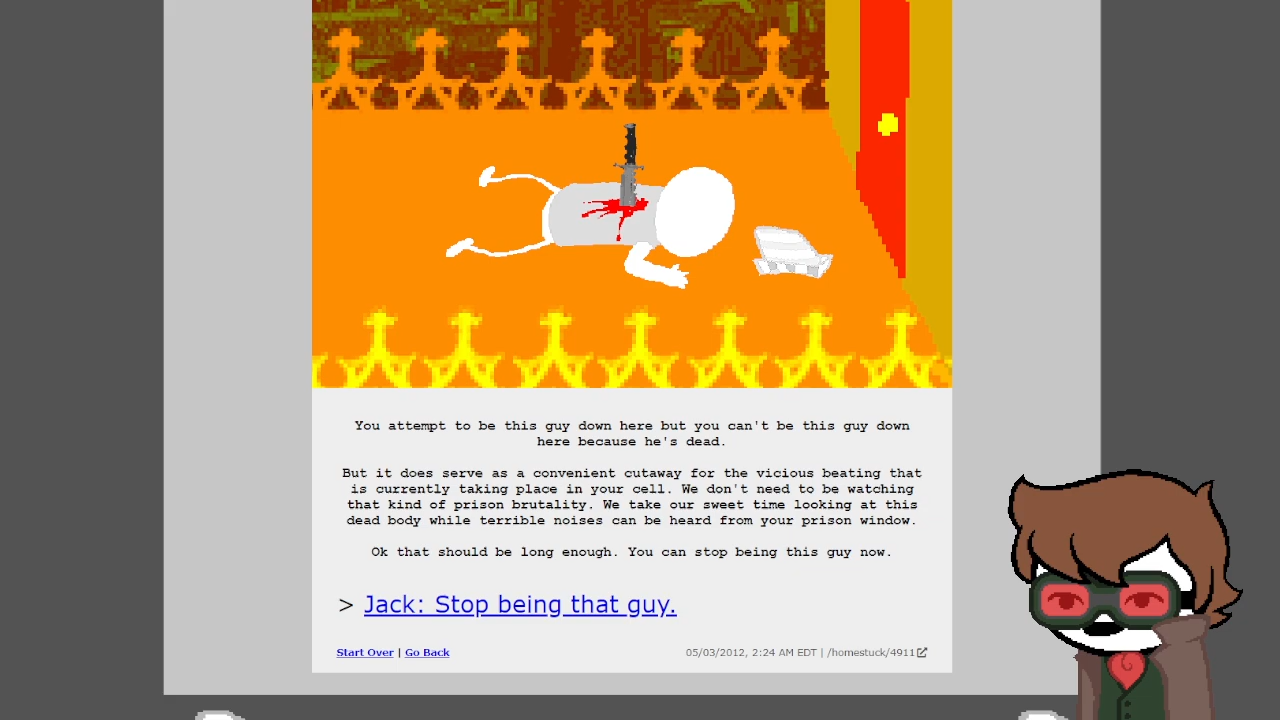 You attempt to be this guy down here but you can't be this guy down
here because he's dead.
But it does serve as a convenient cutaway for the vicious beating that
is currently taking place in your cell. We don't need to be watching
that kind of prison brutality. We take our sweet time looking at this
dead body while terrible noises can be heard from your prison window.
Ok that should be long enough. You can stop being this guy now.
> Jack: Stop being that guy.
Start Over | Go Back 05/03/2012, 2:24 AM EDT | /homestuck/4911